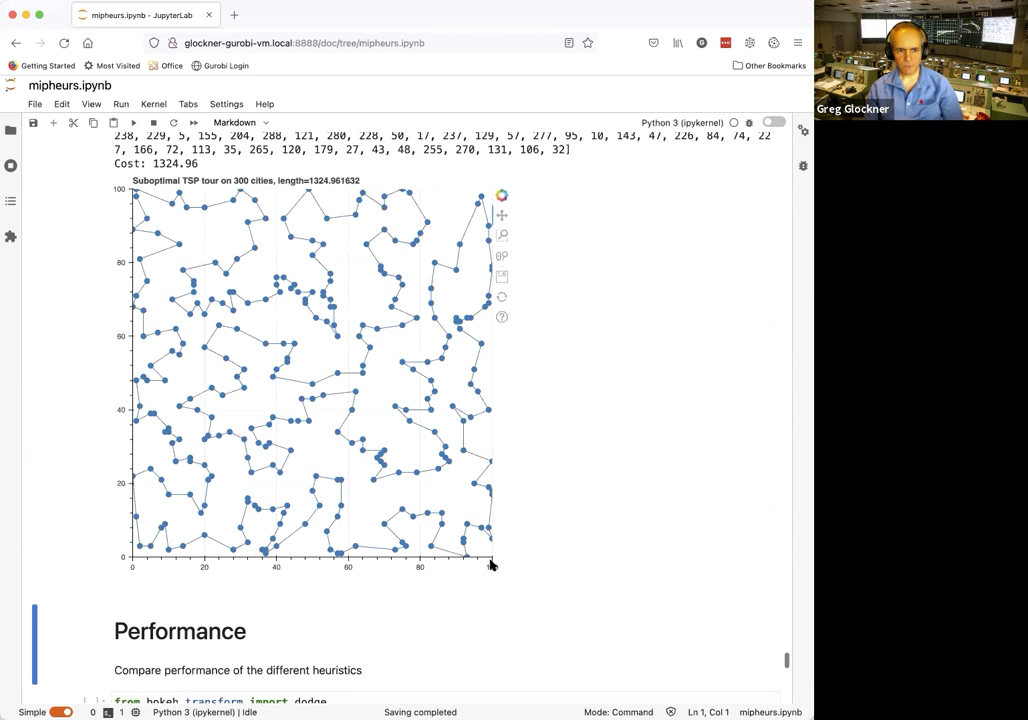 mipheurs.ipynb - JupyterLab
glockner-gurobi-vm.local:8888/doc/tree/mipheurs.ipynb
Getting Started
Most Visited
Office
Gurobi Login
Other Bookmarks
mipheurs.ipynb
File Edit View Run Kernel Tabs Settings Help
Markdown
Python 3 (ipykernel)
238, 229, 5, 155, 204, 288, 121, 280, 228, 50, 17, 237, 129, 57, 277, 95, 10, 143, 47, 226, 84, 74, 22
7, 166, 72, 113, 35, 265, 120, 179, 27, 43, 48, 255, 270, 131, 106, 32]
Cost: 1324.96
Suboptimal TSP tour on 300 cities, length=1324.961632
100
80
60
40
20
0
0 20 40 60 80
Performance
Compare performance of the different heuristics
[ ]:
from bokeh.transform import dodge
Simple 0 1 Python 3 (ipykernel) | Idle Saving completed Mode: Command Ln 1, Col 1 mipheurs.ipynb
Greg Glockner